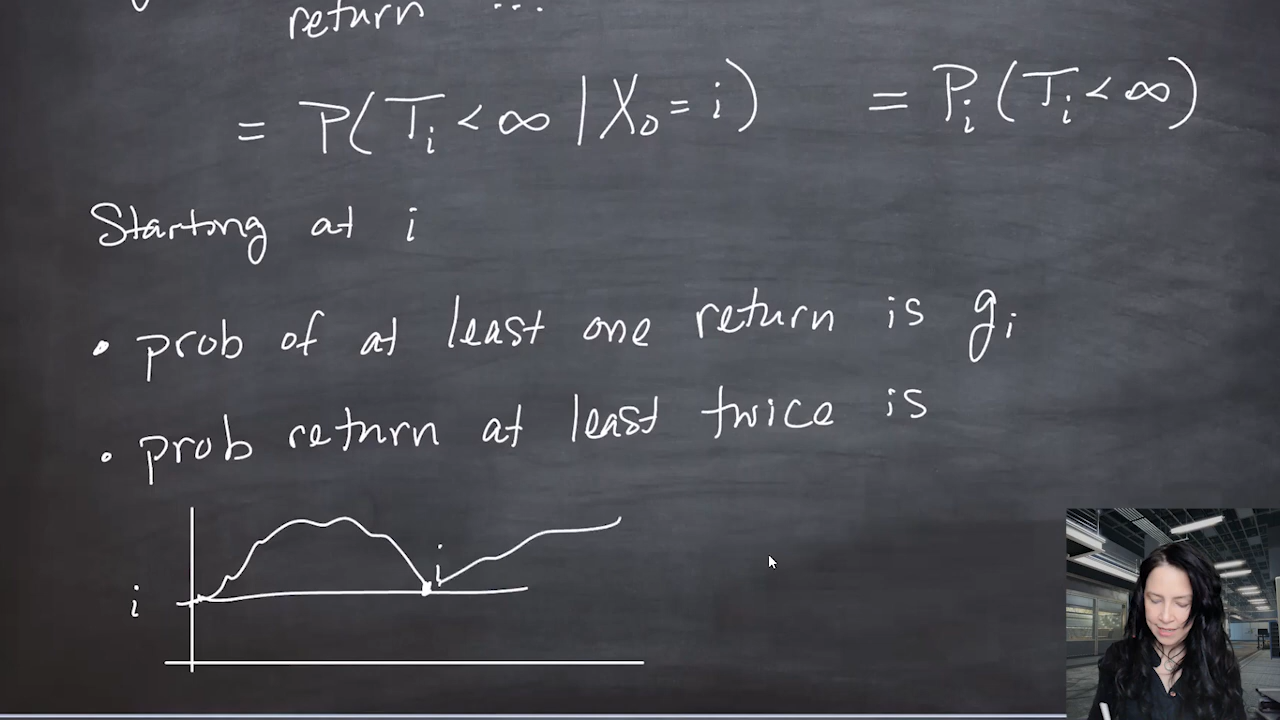 return ...
= P( T_i < ∞ | X_0 = i ) = P_i ( T_i < ∞ )
Starting at i
• prob of at least one return is g_i
• prob return at least twice is
i
i